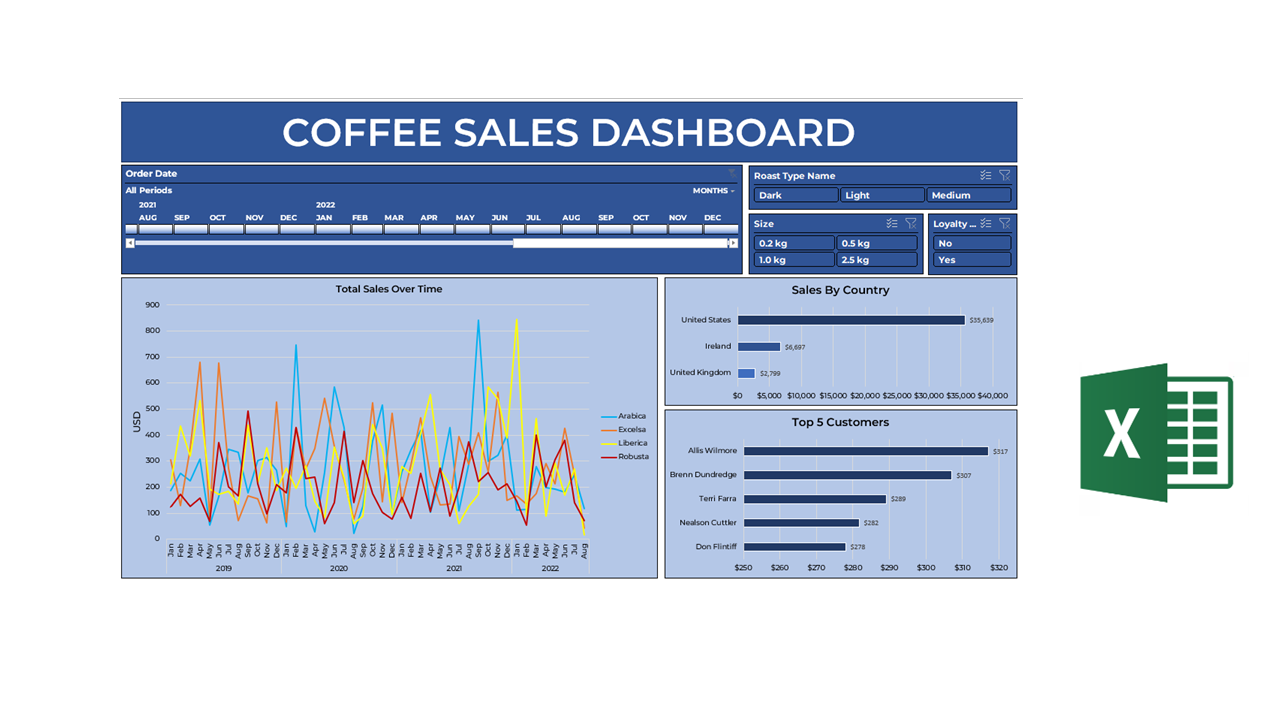 COFFEE SALES DASHBOARD
Order Date
All Periods
MONTHS
2021 2022
AUG SEP OCT NOV DEC JAN FEB MAR APR MAY JUN JUL AUG SEP OCT NOV DEC
Roast Type Name
Dark Light Medium
Size
0.2 kg 0.5 kg
1.0 kg 2.5 kg
Loyalty ...
No
Yes
Total Sales Over Time
900
800
700
600
500
400
300
200
100
0
USD
Jan Feb Mar Apr May Jun Jul Aug Sep Oct Nov Dec Jan Feb Mar Apr May Jun Jul Aug Sep Oct Nov Dec Jan Feb Mar Apr May Jun Jul Aug Sep Oct Nov Dec Jan Feb Mar Apr May Jun Jul Aug
2019 2020 2021 2022
Arabica
Excelsa
Liberica
Robusta
Sales By Country
United States $35,639
Ireland $6,697
United Kingdom $2,799
$0 $5,000 $10,000 $15,000 $20,000 $25,000 $30,000 $35,000 $40,000
Top 5 Customers
Allis Wilmore $317
Brenn Dundredge $307
Terri Farra $289
Nealson Cuttler $282
Don Flintiff $278
$250 $260 $270 $280 $290 $300 $310 $320
X